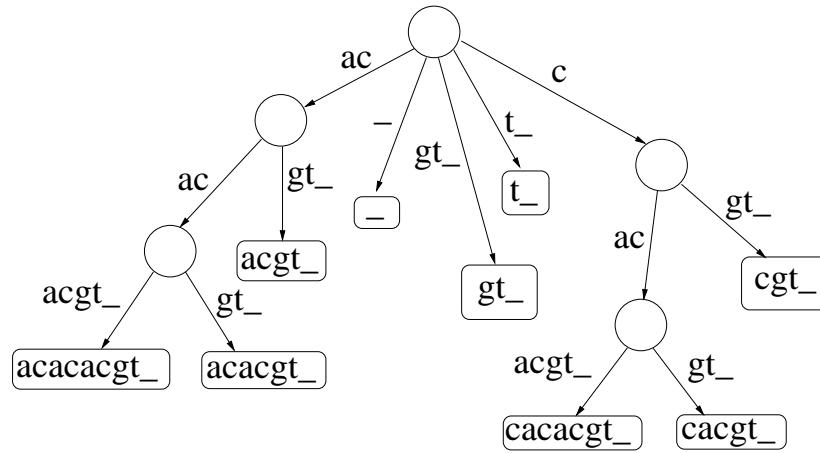 ac
c
_
t_
gt_
ac
gt_
gt_
_
t_
ac
acgt_
gt_
cgt_
acgt_
gt_
acacacgt_
acacgt_
acgt_
gt_
cacacgt_
cacgt_